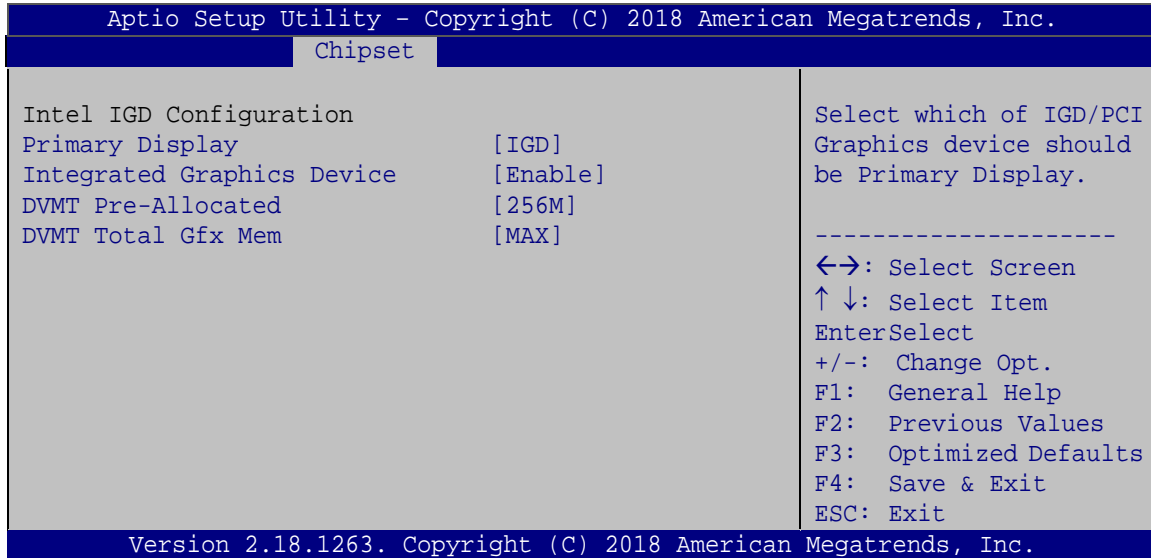 Aptio Setup Utility – Copyright (C) 2018 American Megatrends, Inc.
Chipset
Intel IGD Configuration
Primary Display [IGD]
Integrated Graphics Device [Enable]
DVMT Pre-Allocated [256M]
DVMT Total Gfx Mem [MAX]
Select which of IGD/PCI
Graphics device should
be Primary Display.
---------------------
←→: Select Screen
↑ ↓: Select Item
EnterSelect
+/-: Change Opt.
F1: General Help
F2: Previous Values
F3: Optimized Defaults
F4: Save & Exit
ESC: Exit
Version 2.18.1263. Copyright (C) 2018 American Megatrends, Inc.